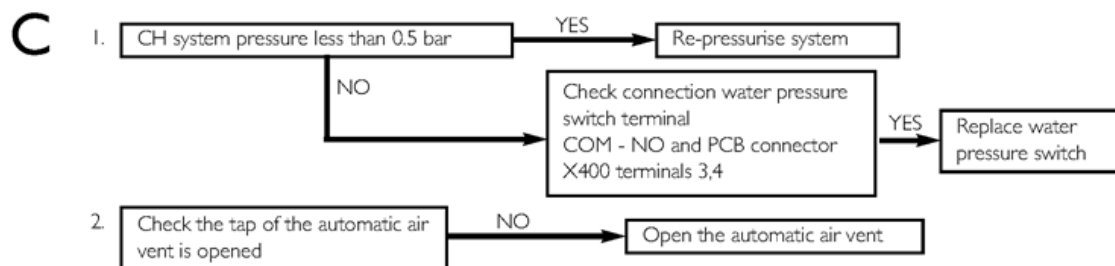 C
1. CH system pressure less than 0.5 bar
YES
Re-pressurise system
NO
Check connection water pressure
switch terminal
COM - NO and PCB connector
X400 terminals 3,4
YES
Replace water
pressure switch
2. Check the tap of the automatic air
vent is opened
NO
Open the automatic air vent